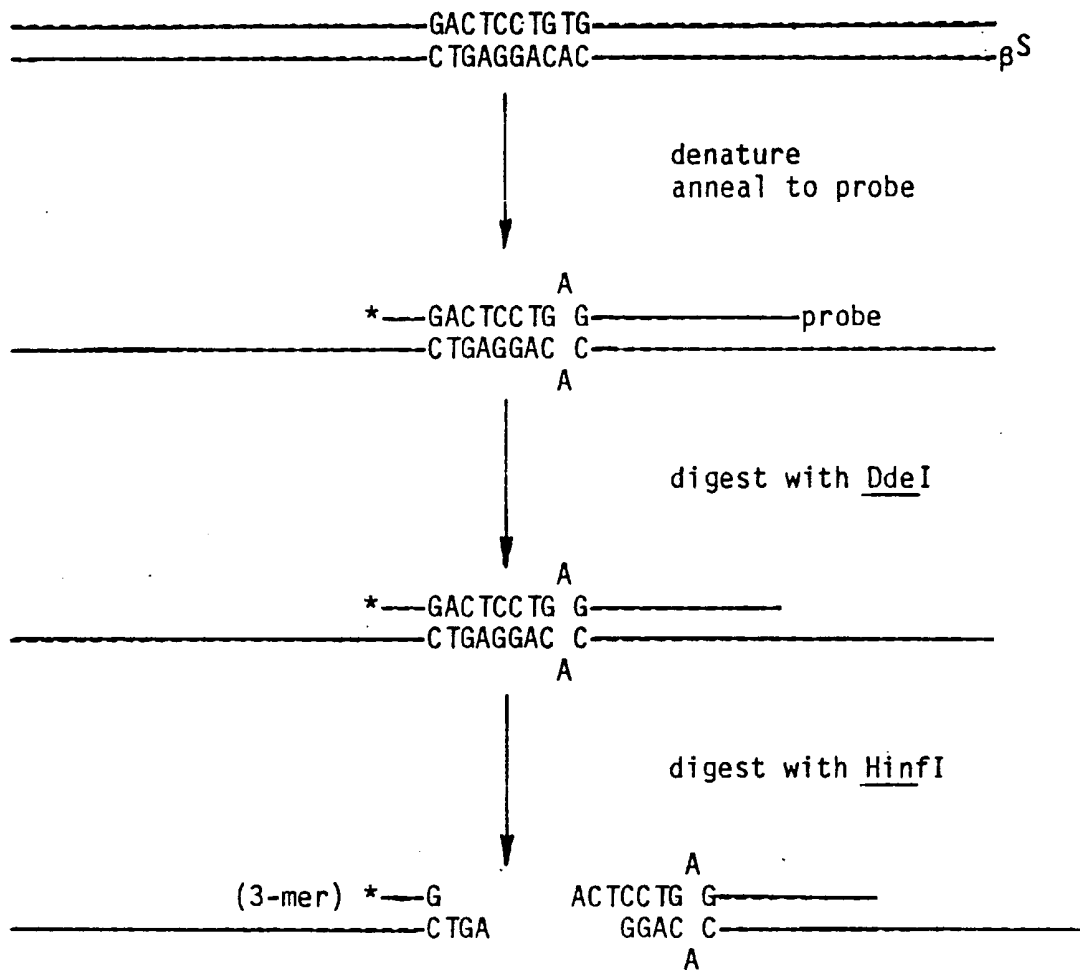 GACTCCTGTG
CTGAGGACAC βS
denature
anneal to probe
A
*—GACTCCTG G probe
CTGAGGAC C
A
digest with DdeI
A
*—GACTCCTG G
CTGAGGAC C
A
digest with HinfI
A
(3-mer) *—G ACTCCTG G
CTGA GGAC C
A